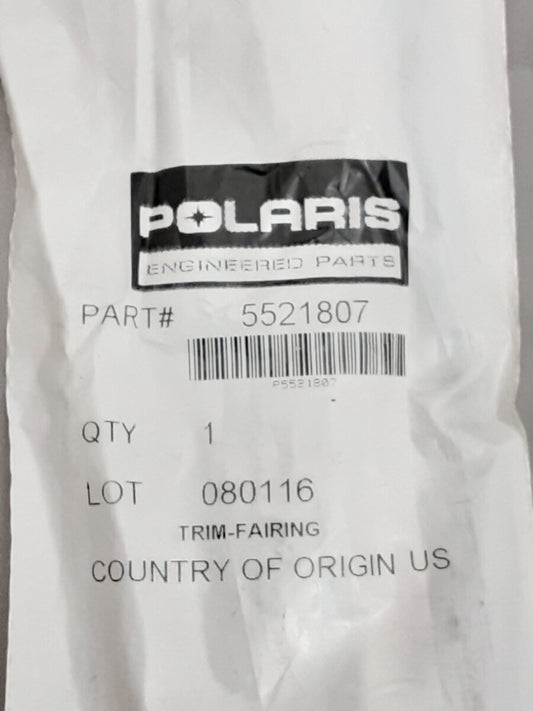 POLARIS
ENGINEERED PARTS
PART# 5521807
P5521807
QTY 1
LOT 080116
TRIM-FAIRING
COUNTRY OF ORIGIN US